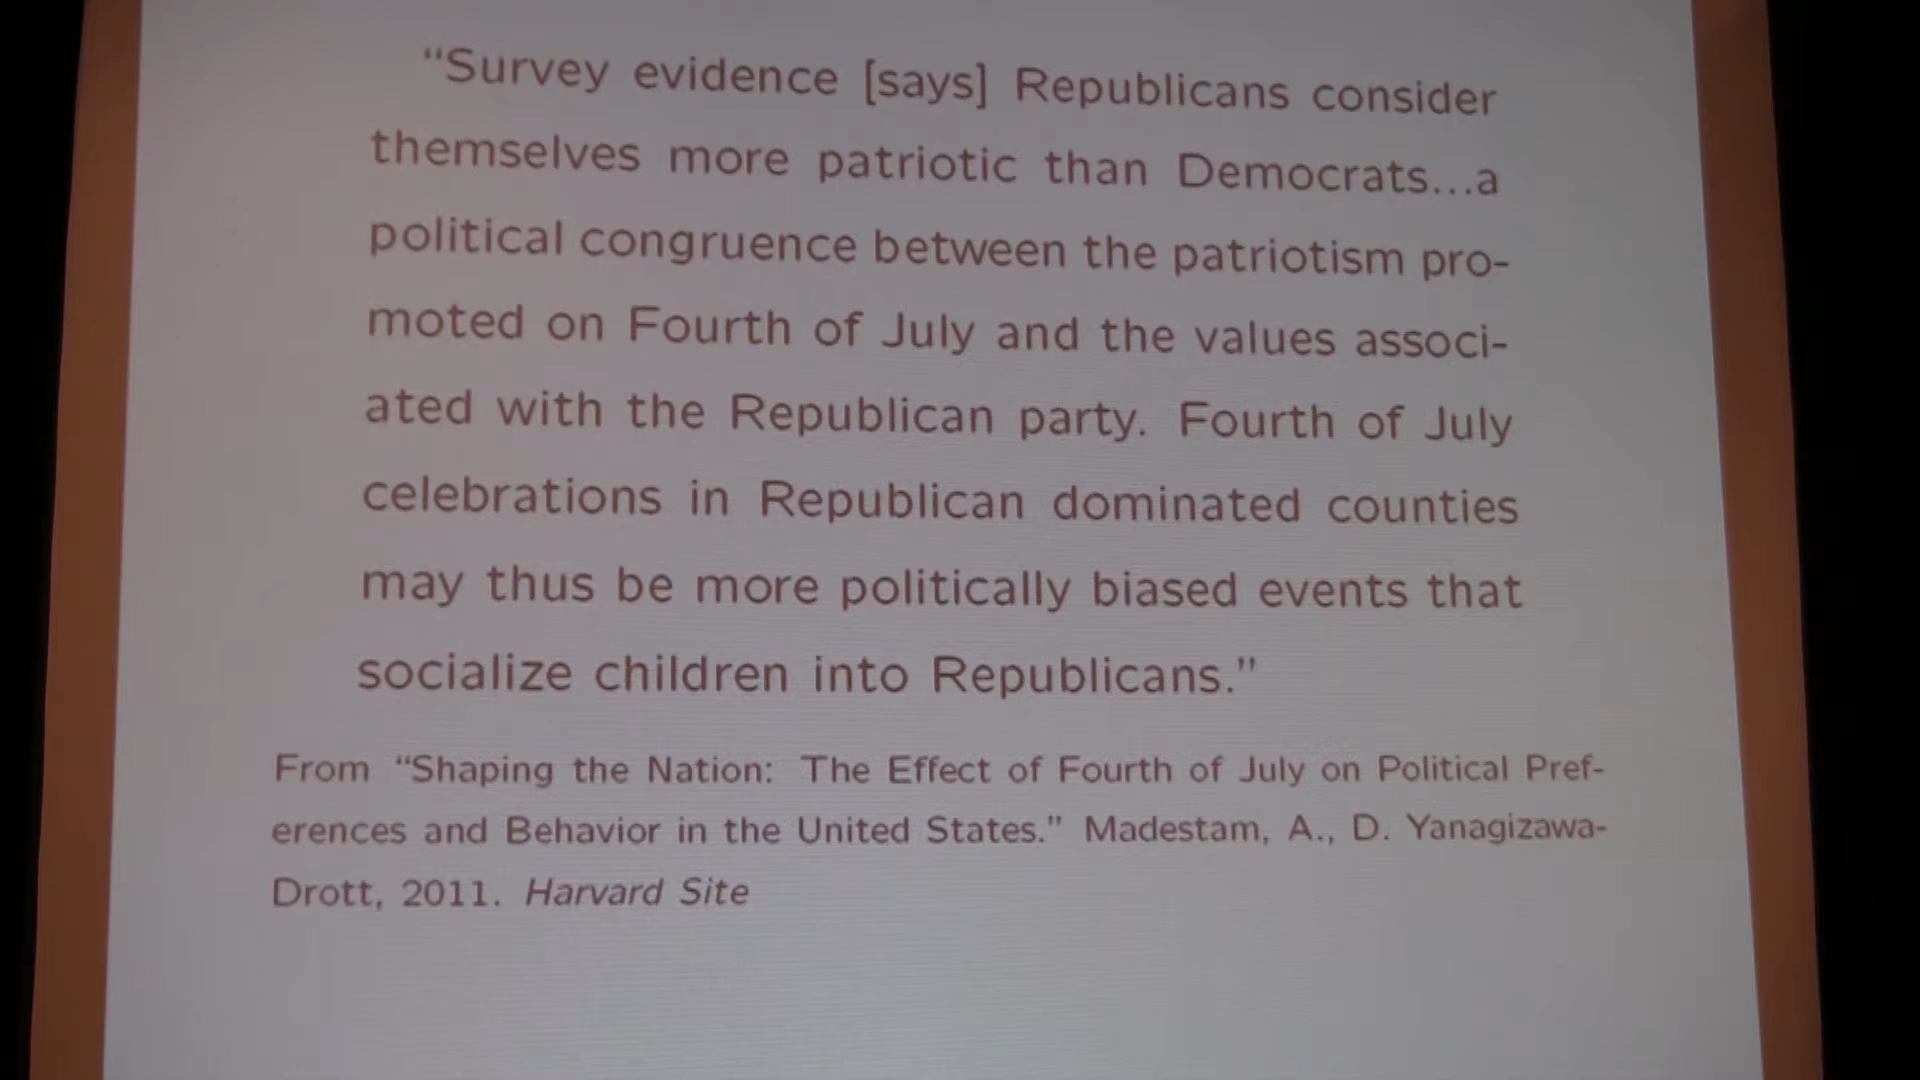 “Survey evidence [says] Republicans consider
themselves more patriotic than Democrats...a
political congruence between the patriotism pro-
moted on Fourth of July and the values associ-
ated with the Republican party. Fourth of July
celebrations in Republican dominated counties
may thus be more politically biased events that
socialize children into Republicans.”
From “Shaping the Nation: The Effect of Fourth of July on Political Pref-
erences and Behavior in the United States.” Madestam, A., D. Yanagizawa-
Drott, 2011. Harvard Site